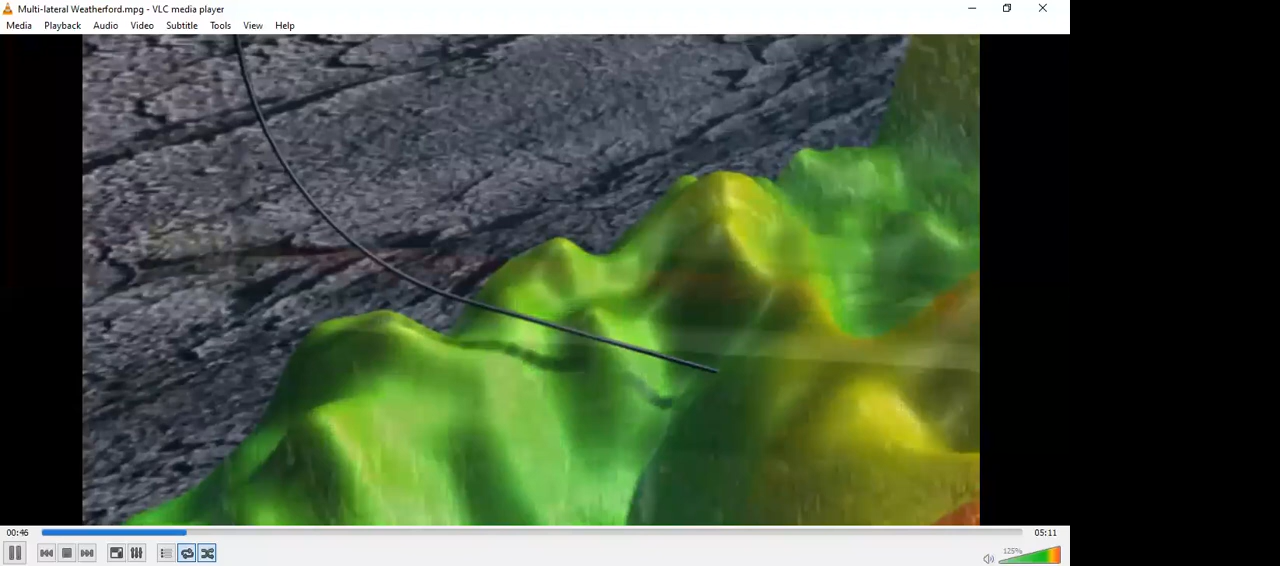 Multi-lateral Weatherford.mpg - VLC media player
Media Playback Audio Video Subtitle Tools View Help
00:46 05:11
125%